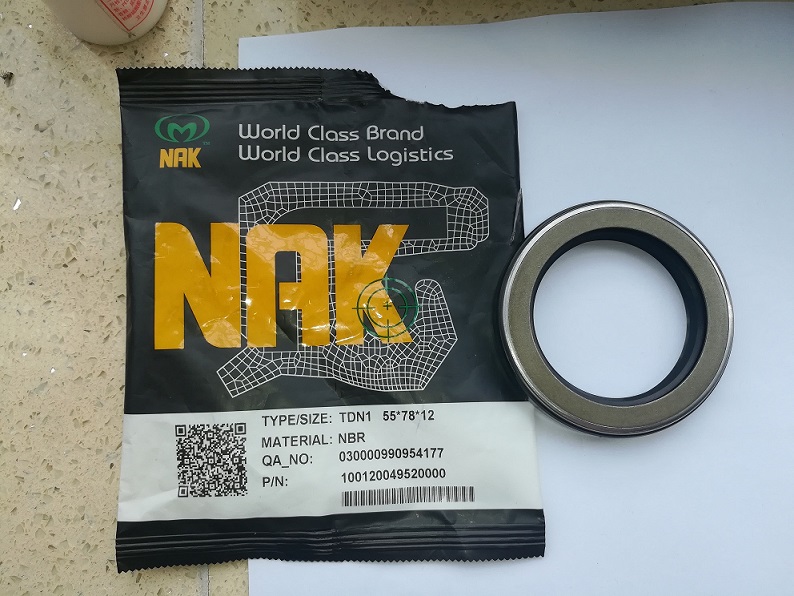 NAK
World Class Brand
World Class Logistics
NAK
TYPE/SIZE: TDN1 55*78*12
MATERIAL: NBR
QA_NO: 030000990954177
P/N: 100120049520000